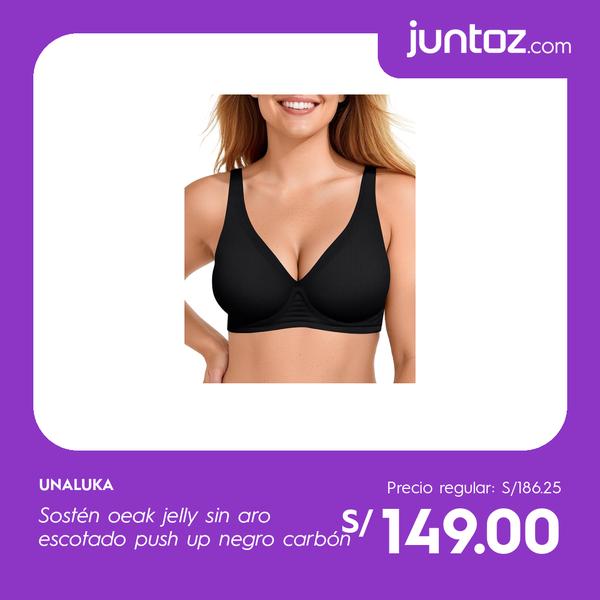 juntoz.com
UNALUKA
Sostén oeak jelly sin aro
escotado push up negro carbón
Precio regular: S/186.25
S/ 149.00